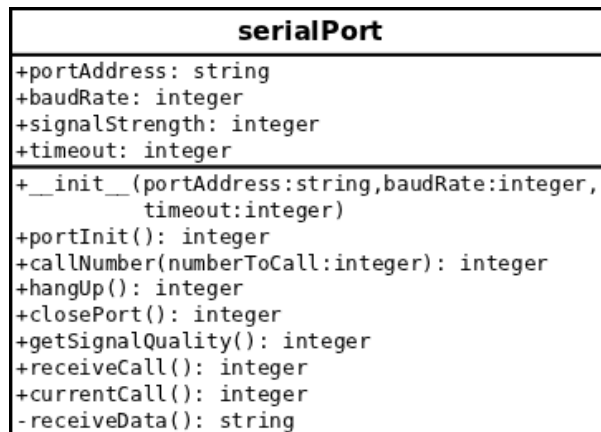 serialPort
+portAddress: string
+baudRate: integer
+signalStrength: integer
+timeout: integer
+__init__(portAddress:string,baudRate:integer,
timeout:integer)
+portInit(): integer
+callNumber(numberToCall:integer): integer
+hangUp(): integer
+closePort(): integer
+getSignalQuality(): integer
+receiveCall(): integer
+currentCall(): integer
-receiveData(): string